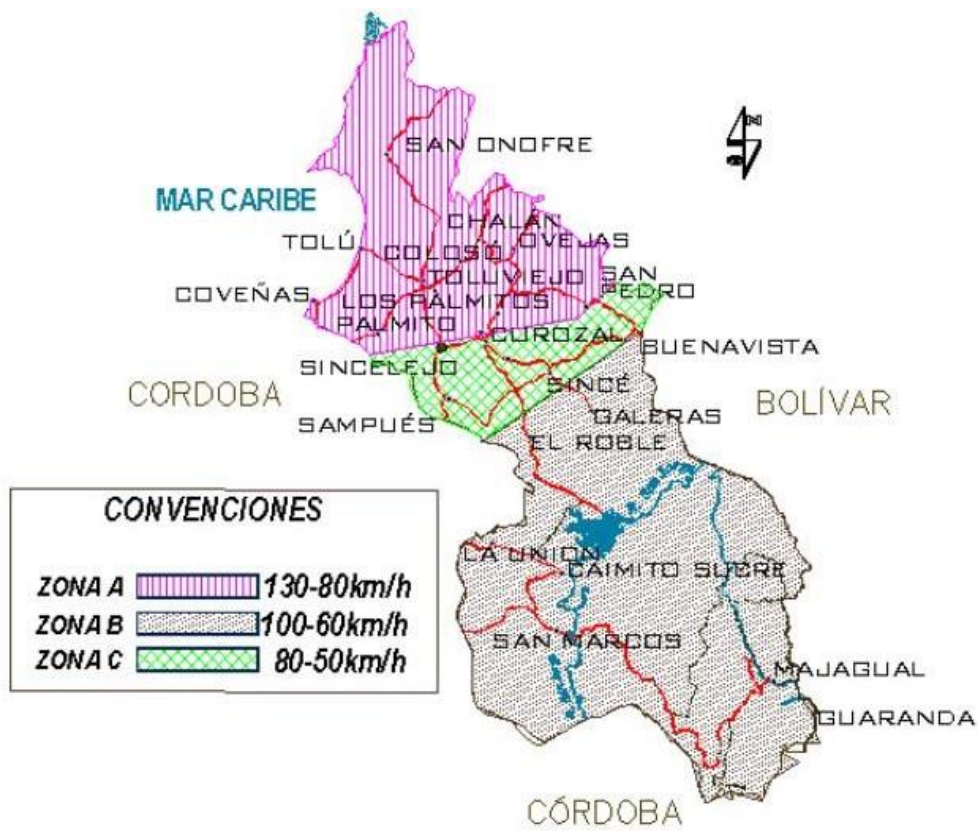 SAN ONOFRE
MAR CARIBE
CHALÁN
TOLÚ
COLOSÓ
OVEJAS
TOLUVIEJO
SAN PEDRO
COVEÑAS
LOS PALMITOS
PALMITO
CUROZAL
BUENAVISTA
SINCELEJO
SINCÉ
CORDOBA
BOLÍVAR
GALERAS
SAMPUÉS
EL ROBLE
CONVENCIONES
LA UNION
CAIMITO
SUCRE
ZONA A
130-80km/h
ZONA B
100-60km/h
ZONA C
80-50km/h
SAN MARCOS
MAJAGUAL
GUARANDA
CÓRDOBA